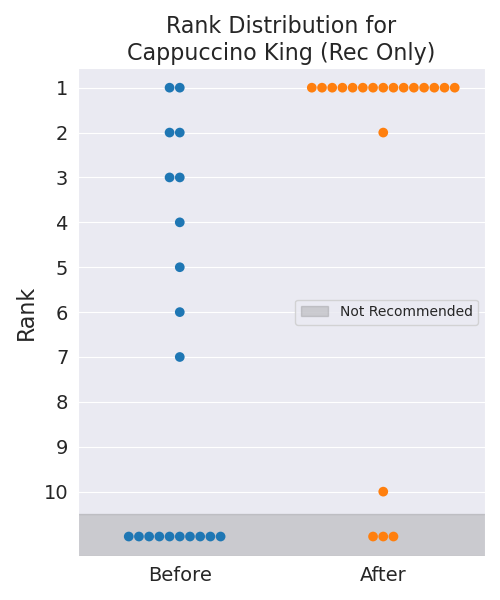 Rank Distribution for
Cappuccino King (Rec Only)
Rank
1
2
3
4
5
6
7
8
9
10
Not Recommended
Before
After